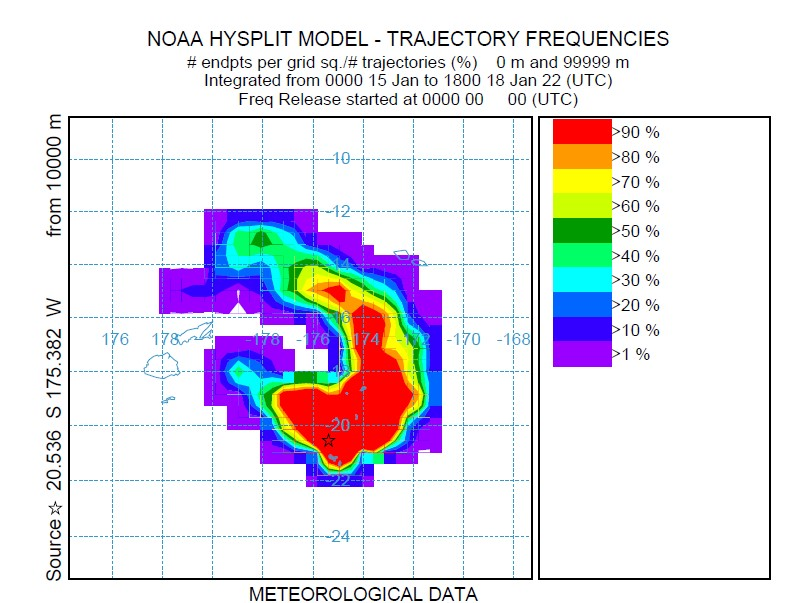 NOAA HYSPLIT MODEL - TRAJECTORY FREQUENCIES
# endpts per grid sq./# trajectories (%) 0 m and 99999 m
Integrated from 0000 15 Jan to 1800 18 Jan 22 (UTC)
Freq Release started at 0000 00 00 (UTC)
Source ☆ 20.536 S 175.382 W from 10000 m
-10
-12
-14
-16
176 178 -178 -176 -174 -172 -170 -168
-18
-20
-22
-24
>90 %
>80 %
>70 %
>60 %
>50 %
>40 %
>30 %
>20 %
>10 %
>1 %
METEOROLOGICAL DATA